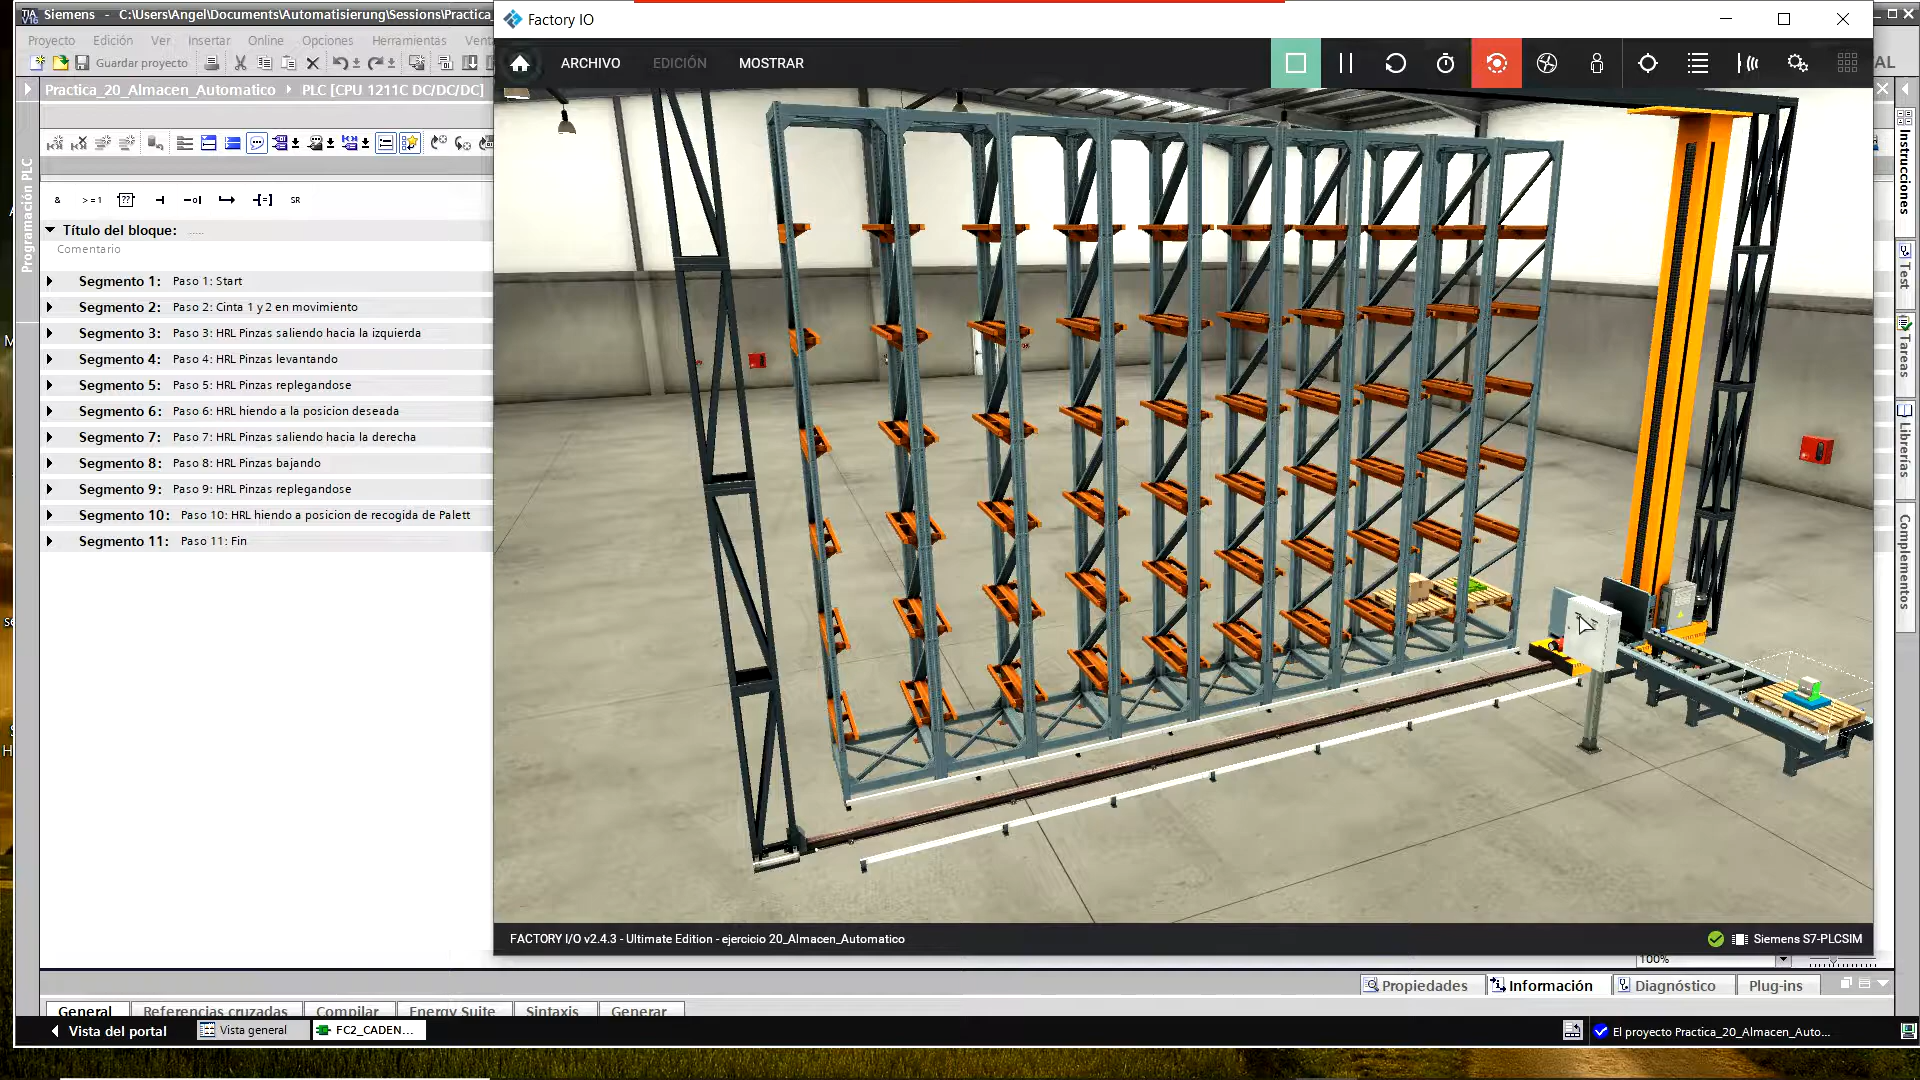 Siemens - C:\Users\Angel\Documents\Automatisierung\Sessions\Practica_
Proyecto Edición Ver Insertar Online Opciones Herramientas
Guardar proyecto
Practica_20_Almacen_Automatico PLC [CPU 1211C DC/DC/DC]
Programación PLC
& >=1 ?? SR
Título del bloque: ......
Comentario
Segmento 1: Paso 1: Start
Segmento 2: Paso 2: Cinta 1 y 2 en movimiento
Segmento 3: Paso 3: HRL Pinzas saliendo hacia la izquierda
Segmento 4: Paso 4: HRL Pinzas levantando
Segmento 5: Paso 5: HRL Pinzas replegandose
Segmento 6: Paso 6: HRL hiendo a la posicion deseada
Segmento 7: Paso 7: HRL Pinzas saliendo hacia la derecha
Segmento 8: Paso 8: HRL Pinzas bajando
Segmento 9: Paso 9: HRL Pinzas replegandose
Segmento 10: Paso 10: HRL hiendo a posicion de recogida de Palett
Segmento 11: Paso 11: Fin
Factory IO
ARCHIVO EDICIÓN MOSTRAR
FACTORY I/O v2.4.3 - Ultimate Edition - ejercicio 20_Almacen_Automatico
Siemens S7-PLCSIM
Instrucciones
Test
Tareas
Librerías
Complementos
100%
Propiedades Información Diagnóstico Plug-ins
General Referencias cruzadas Compilar Energy Suite Sintaxis Generar
Vista del portal Vista general FC2_CADEN...
El proyecto Practica_20_Almacen_Auto...